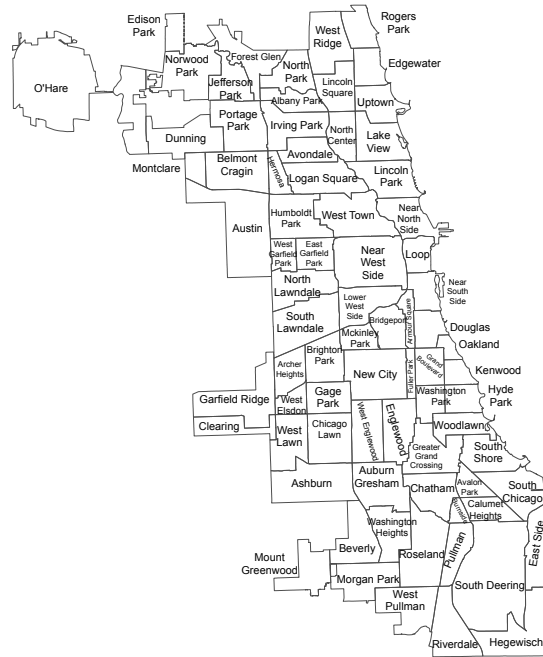 Edison
Park
Rogers
Park
West
Ridge
Norwood
Park
Forest Glen
North
Park
Edgewater
O'Hare
Jefferson
Park
Lincoln
Square
Albany Park
Uptown
Portage
Park
Irving Park
North
Center
Dunning
Lake
View
Avondale
Montclare
Belmont
Cragin
Hermosa
Logan Square
Lincoln
Park
Austin
Humboldt
Park
West Town
Near
North
Side
West
Garfield
Park
East
Garfield
Park
Near
West
Side
Loop
North
Lawndale
Near
South
Side
Lower
West
Side
South
Lawndale
Bridgeport
Armour Square
Mckinley
Park
Douglas
Oakland
Brighton
Park
Archer
Heights
New City
Fuller Park
Grand
Boulevard
Kenwood
Garfield Ridge
Gage
Park
West
Elsdon
Washington
Park
Hyde
Park
Clearing
West
Lawn
Chicago
Lawn
West Englewood
Englewood
Woodlawn
Greater
Grand
Crossing
South
Shore
Ashburn
Auburn
Gresham
Chatham
Avalon
Park
South
Chicago
Burnside
Calumet
Heights
Washington
Heights
Beverly
Roseland
Pullman
East Side
Mount
Greenwood
Morgan Park
South Deering
West
Pullman
Riverdale
Hegewisch